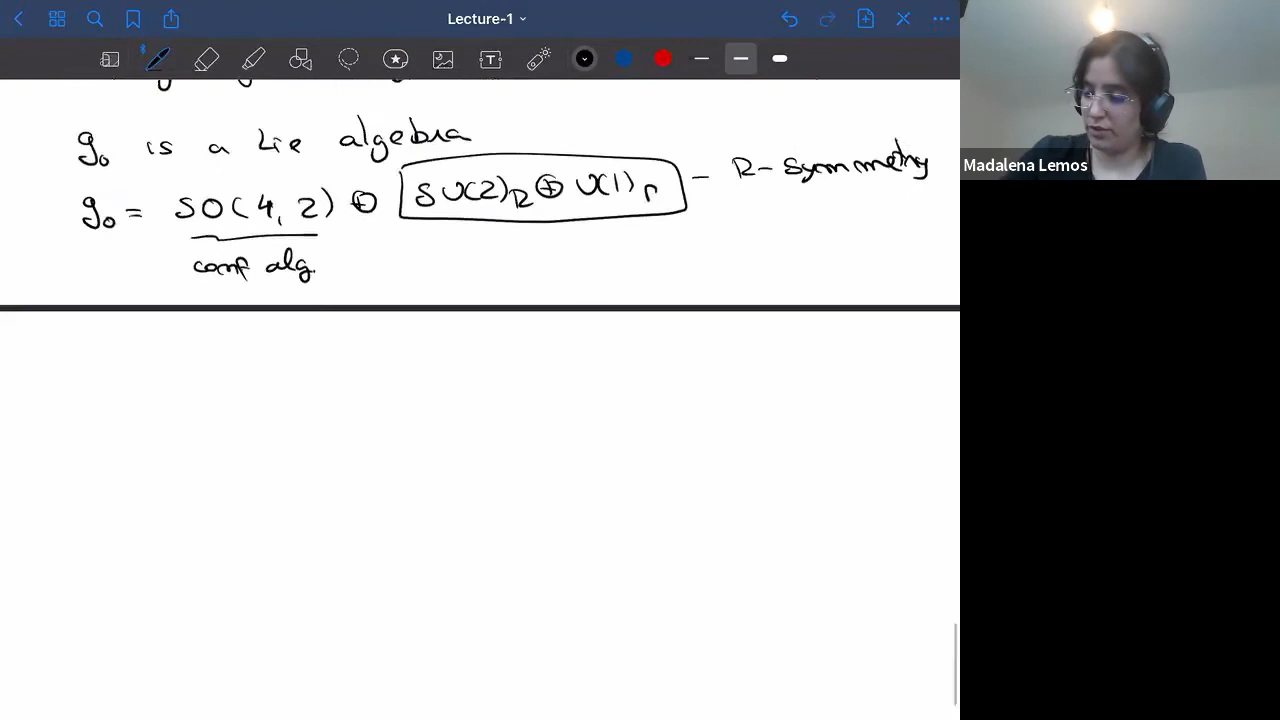 Lecture-1
g₀ is a Lie algebra
g₀ = SO(4,2) ⊕ SU(2)_R ⊕ U(1)_r - R-Symmetry
conf alg.
Madalena Lemos